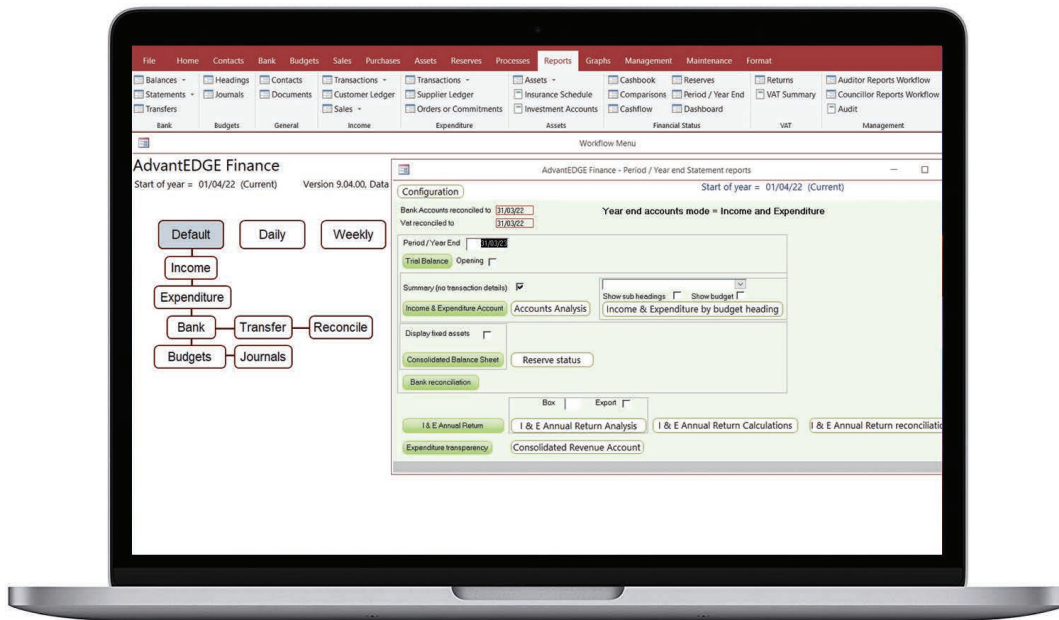 File Home Contacts Bank Budgets Sales Purchases Assets Reserves Processes Reports Graphs Management Maintenance Format
Balances Headings Contacts Transactions Transactions Assets Cashbook Reserves Returns Auditor Reports Workflow
Statements Journals Documents Customer Ledger Supplier Ledger Insurance Schedule Comparisons Period / Year End VAT Summary Councillor Reports Workflow
Transfers Sales Orders or Commitments Investment Accounts Cashflow Dashboard Audit
Bank Budgets General Income Expenditure Assets Financial Status VAT Management
Workflow Menu
AdvantEDGE Finance
Start of year = 01/04/22 (Current) Version 9.04.00, Data
Default Daily Weekly
Income
Expenditure
Bank Transfer Reconcile
Budgets Journals
AdvantEDGE Finance - Period / Year end Statement reports
Configuration Start of year = 01/04/22 (Current)
Bank Accounts reconciled to 31/03/22 Year end accounts mode = Income and Expenditure
Vat reconciled to 31/03/22
Period / Year End 31/03/23
Trial Balance Opening
Summary (no transaction details)
Show sub headings Show budget
Income & Expenditure Account Accounts Analysis Income & Expenditure by budget heading
Display fixed assets
Consolidated Balance Sheet Reserve status
Bank reconciliation
Box Export
I & E Annual Return I & E Annual Return Analysis I & E Annual Return Calculations I & E Annual Return reconciliatio
Expenditure transparency Consolidated Revenue Account